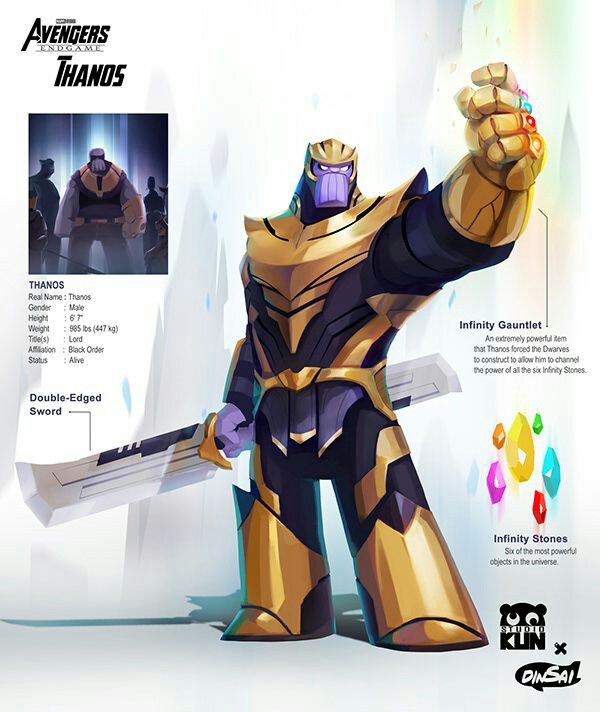 MARVEL STUDIOS
AVENGERS
ENDGAME
THANOS
THANOS
Real Name : Thanos
Gender : Male
Height : 6' 7"
Weight : 985 lbs (447 kg)
Title(s) : Lord
Affiliation : Black Order
Status : Alive
Double-Edged
Sword
Infinity Gauntlet
An extremely powerful item
that Thanos forced the Dwarves
to construct to allow him to channel
the power of all the six Infinity Stones.
Infinity Stones
Six of the most powerful
objects in the universe.
STUDIO
KUN
x
DINSAI!